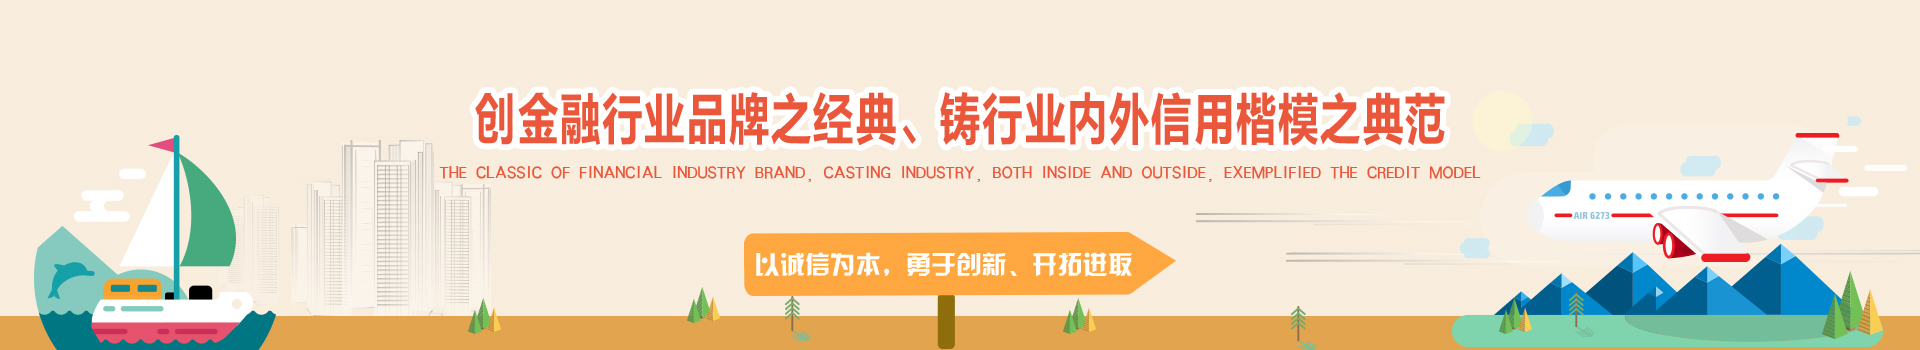 创金融行业品牌之经典、铸行业内外信用楷模之典范
THE CLASSIC OF FINANCIAL INDUSTRY BRAND, CASTING INDUSTRY, BOTH INSIDE AND OUTSIDE, EXEMPLIFIED THE CREDIT MODEL
AIR 6273
以诚信为本，勇于创新、开拓进取